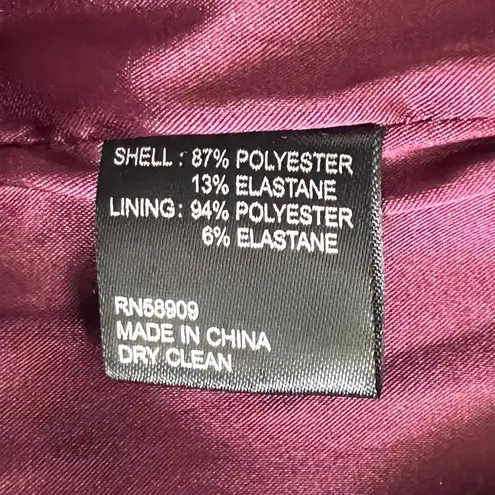 SHELL : 87% POLYESTER
13% ELASTANE
LINING : 94% POLYESTER
6% ELASTANE
RN58909
MADE IN CHINA
DRY CLEAN